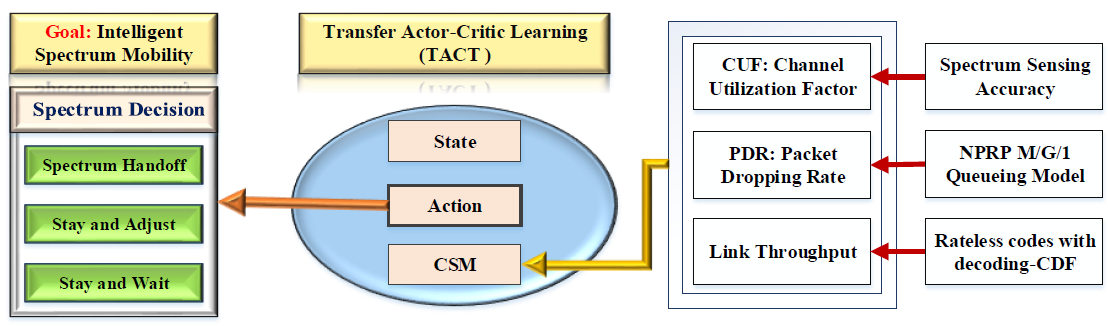 Goal: Intelligent
Spectrum Mobility
Spectrum Decision
Spectrum Handoff
Stay and Adjust
Stay and Wait
Transfer Actor-Critic Learning
(TACT )
State
Action
CSM
CUF: Channel
Utilization Factor
PDR: Packet
Dropping Rate
Link Throughput
Spectrum Sensing
Accuracy
NPRP M/G/1
Queueing Model
Rateless codes with
decoding-CDF